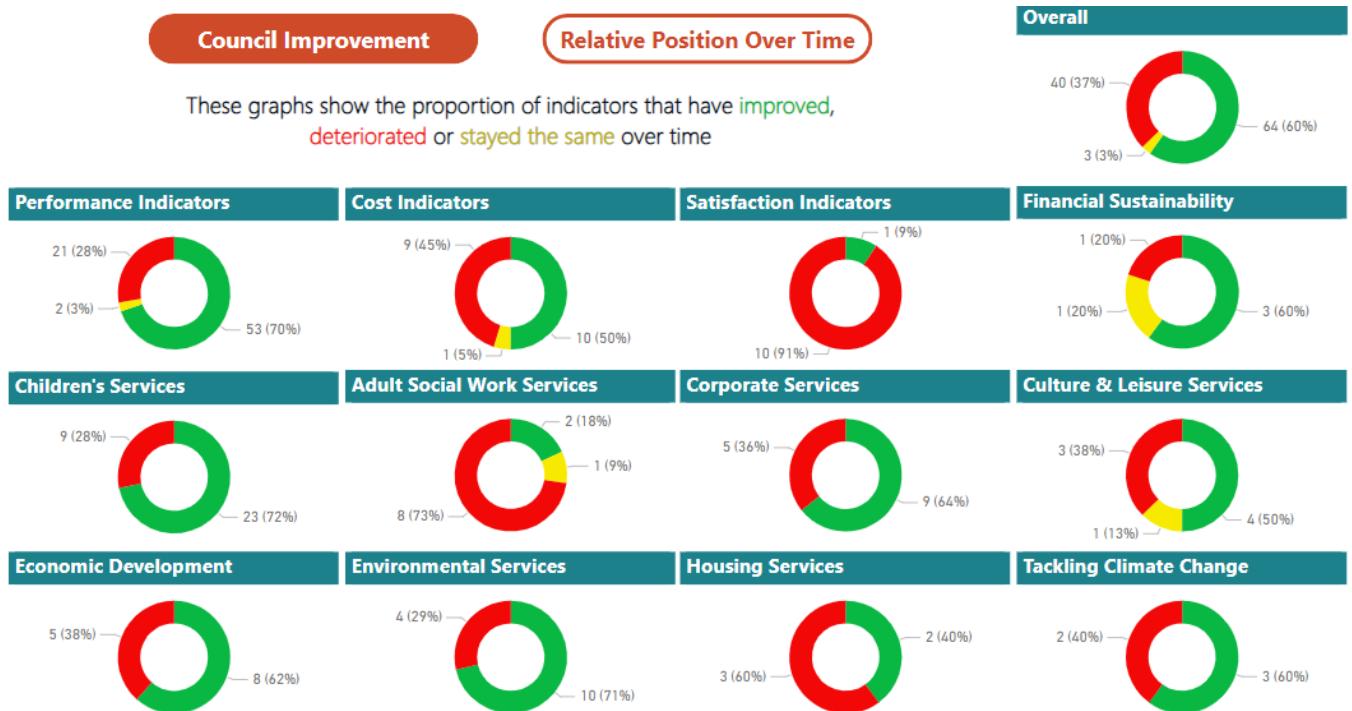 Council Improvement
Relative Position Over Time
These graphs show the proportion of indicators that have improved,
deteriorated or stayed the same over time
Overall
40 (37%)
64 (60%)
3 (3%)
Performance Indicators
21 (28%)
2 (3%)
53 (70%)
Cost Indicators
9 (45%)
10 (50%)
1 (5%)
Satisfaction Indicators
1 (9%)
10 (91%)
Financial Sustainability
1 (20%)
1 (20%)
3 (60%)
Children's Services
9 (28%)
23 (72%)
Adult Social Work Services
2 (18%)
1 (9%)
8 (73%)
Corporate Services
5 (36%)
9 (64%)
Culture & Leisure Services
3 (38%)
4 (50%)
1 (13%)
Economic Development
5 (38%)
8 (62%)
Environmental Services
4 (29%)
10 (71%)
Housing Services
2 (40%)
3 (60%)
Tackling Climate Change
2 (40%)
3 (60%)